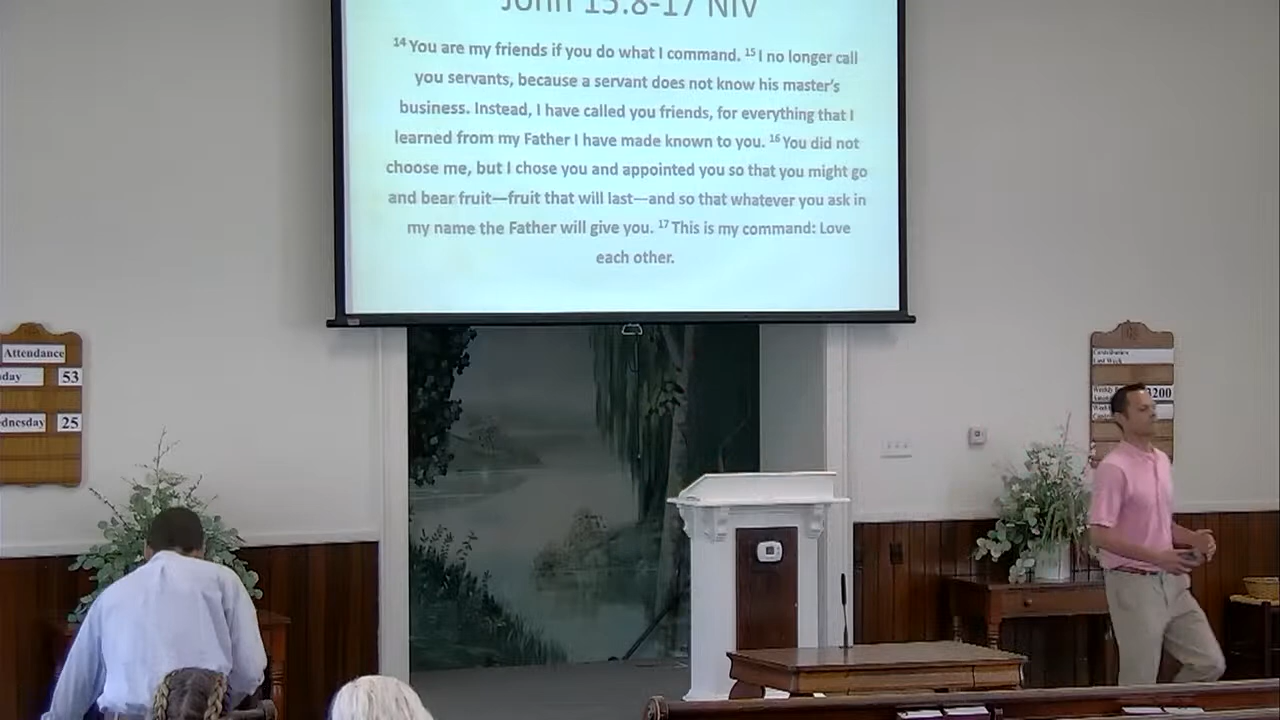 John 15:8-17 NIV
14 You are my friends if you do what I command. 15 I no longer call
you servants, because a servant does not know his master's
business. Instead, I have called you friends, for everything that I
learned from my Father I have made known to you. 16 You did not
choose me, but I chose you and appointed you so that you might go
and bear fruit—fruit that will last—and so that whatever you ask in
my name the Father will give you. 17 This is my command: Love
each other.
Attendance
day 53
dnesday 25
Contribution
Last Week
Weekly
3200